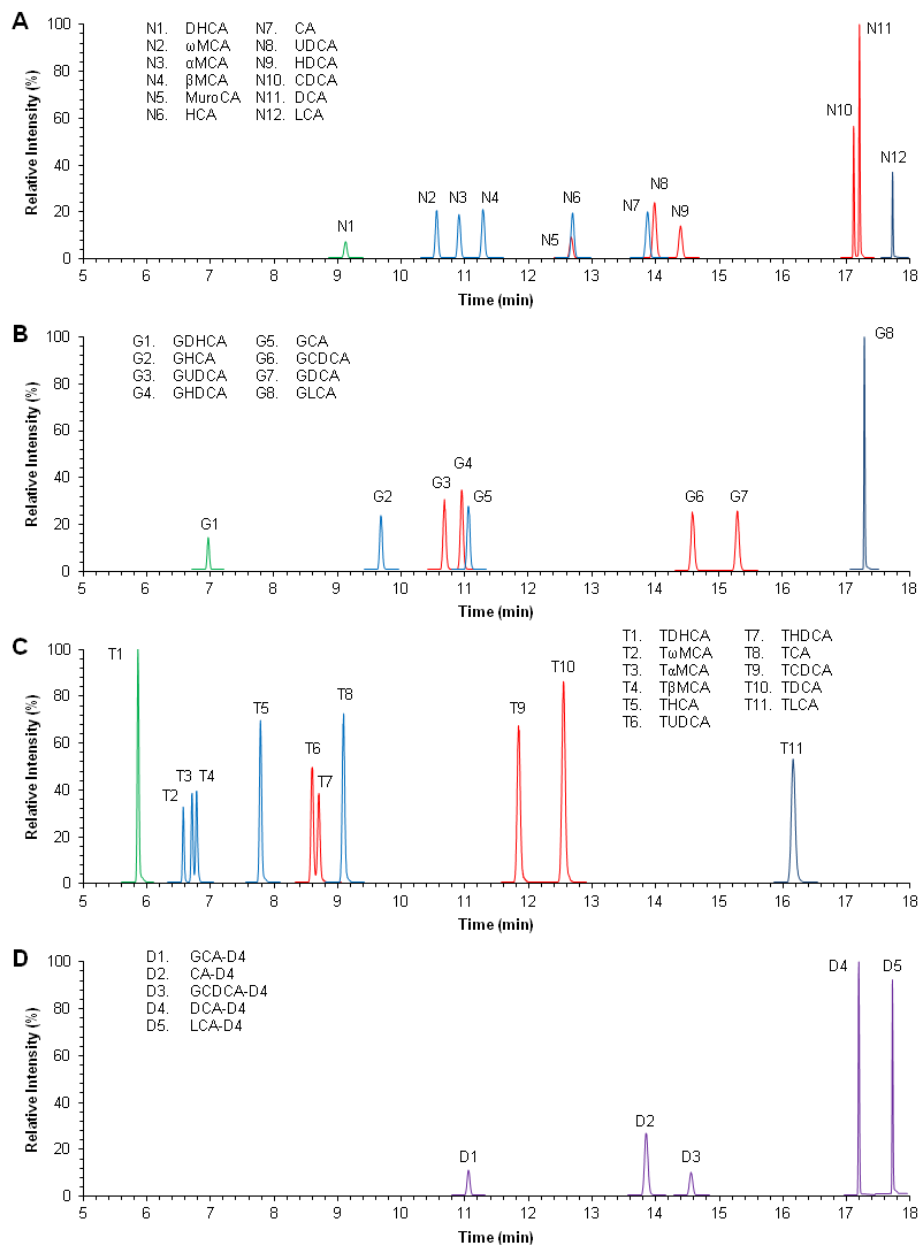 A
N1. DHCA N7. CA
N2. ωMCA N8. UDCA
N3. αMCA N9. HDCA
N4. βMCA N10. CDCA
N5. MuroCA N11. DCA
N6. HCA N12. LCA
Relative Intensity (%)
100
80
60
40
20
0
N1
N2
N3
N4
N5
N6
N7
N8
N9
N10
N11
N12
5 6 7 8 9 10 11 12 13 14 15 16 17 18
Time (min)
B
G1. GDHCA G5. GCA
G2. GHCA G6. GCDCA
G3. GUDCA G7. GDCA
G4. GHDCA G8. GLCA
Relative Intensity (%)
100
80
60
40
20
0
G1
G2
G3
G4
G5
G6
G7
G8
5 6 7 8 9 10 11 12 13 14 15 16 17 18
Time (min)
C
T1. TDHCA T7. THDCA
T2. TωMCA T8. TCA
T3. TαMCA T9. TCDCA
T4. TβMCA T10. TDCA
T5. THCA T11. TLCA
T6. TUDCA
Relative Intensity (%)
100
80
60
40
20
0
T1
T2
T3
T4
T5
T6
T7
T8
T9
T10
T11
5 6 7 8 9 10 11 12 13 14 15 16 17 18
Time (min)
D
D1. GCA-D4
D2. CA-D4
D3. GCDCA-D4
D4. DCA-D4
D5. LCA-D4
Relative Intensity (%)
100
80
60
40
20
0
D1
D2
D3
D4
D5
5 6 7 8 9 10 11 12 13 14 15 16 17 18
Time (min)